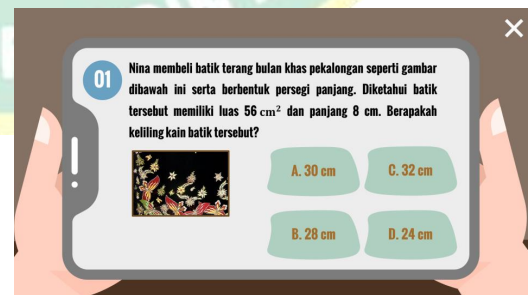 01
Nina membeli batik terang bulan khas pekalongan seperti gambar
dibawah ini serta berbentuk persegi panjang. Diketahui batik
tersebut memiliki luas 56 cm² dan panjang 8 cm. Berapakah
keliling kain batik tersebut?
A. 30 cm
C. 32 cm
B. 28 cm
D. 24 cm